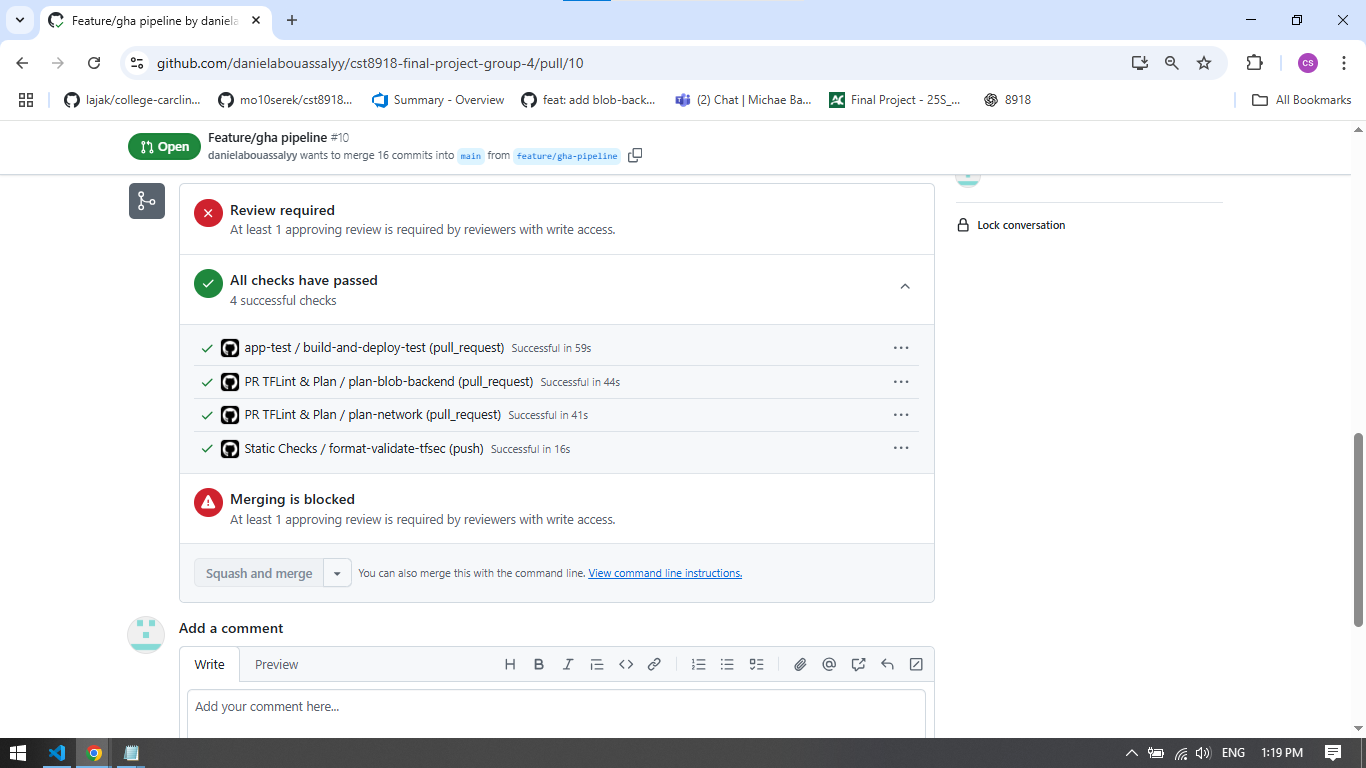 Feature/gha pipeline by daniela
github.com/danielabouassalyy/cst8918-final-project-group-4/pull/10
CS
lajak/college-carclin...
mo10serek/cst8918...
Summary - Overview
feat: add blob-back...
(2) Chat | Michae Ba...
Final Project - 25S_...
8918
All Bookmarks
Open
Feature/gha pipeline #10
danielabouassalyy wants to merge 16 commits into main from feature/gha-pipeline
Review required
At least 1 approving review is required by reviewers with write access.
Lock conversation
All checks have passed
4 successful checks
app-test / build-and-deploy-test (pull_request) Successful in 59s
PR TFLint & Plan / plan-blob-backend (pull_request) Successful in 44s
PR TFLint & Plan / plan-network (pull_request) Successful in 41s
Static Checks / format-validate-tfsec (push) Successful in 16s
Merging is blocked
At least 1 approving review is required by reviewers with write access.
Squash and merge
You can also merge this with the command line. View command line instructions.
Add a comment
Write
Preview
Add your comment here...
ENG
1:19 PM